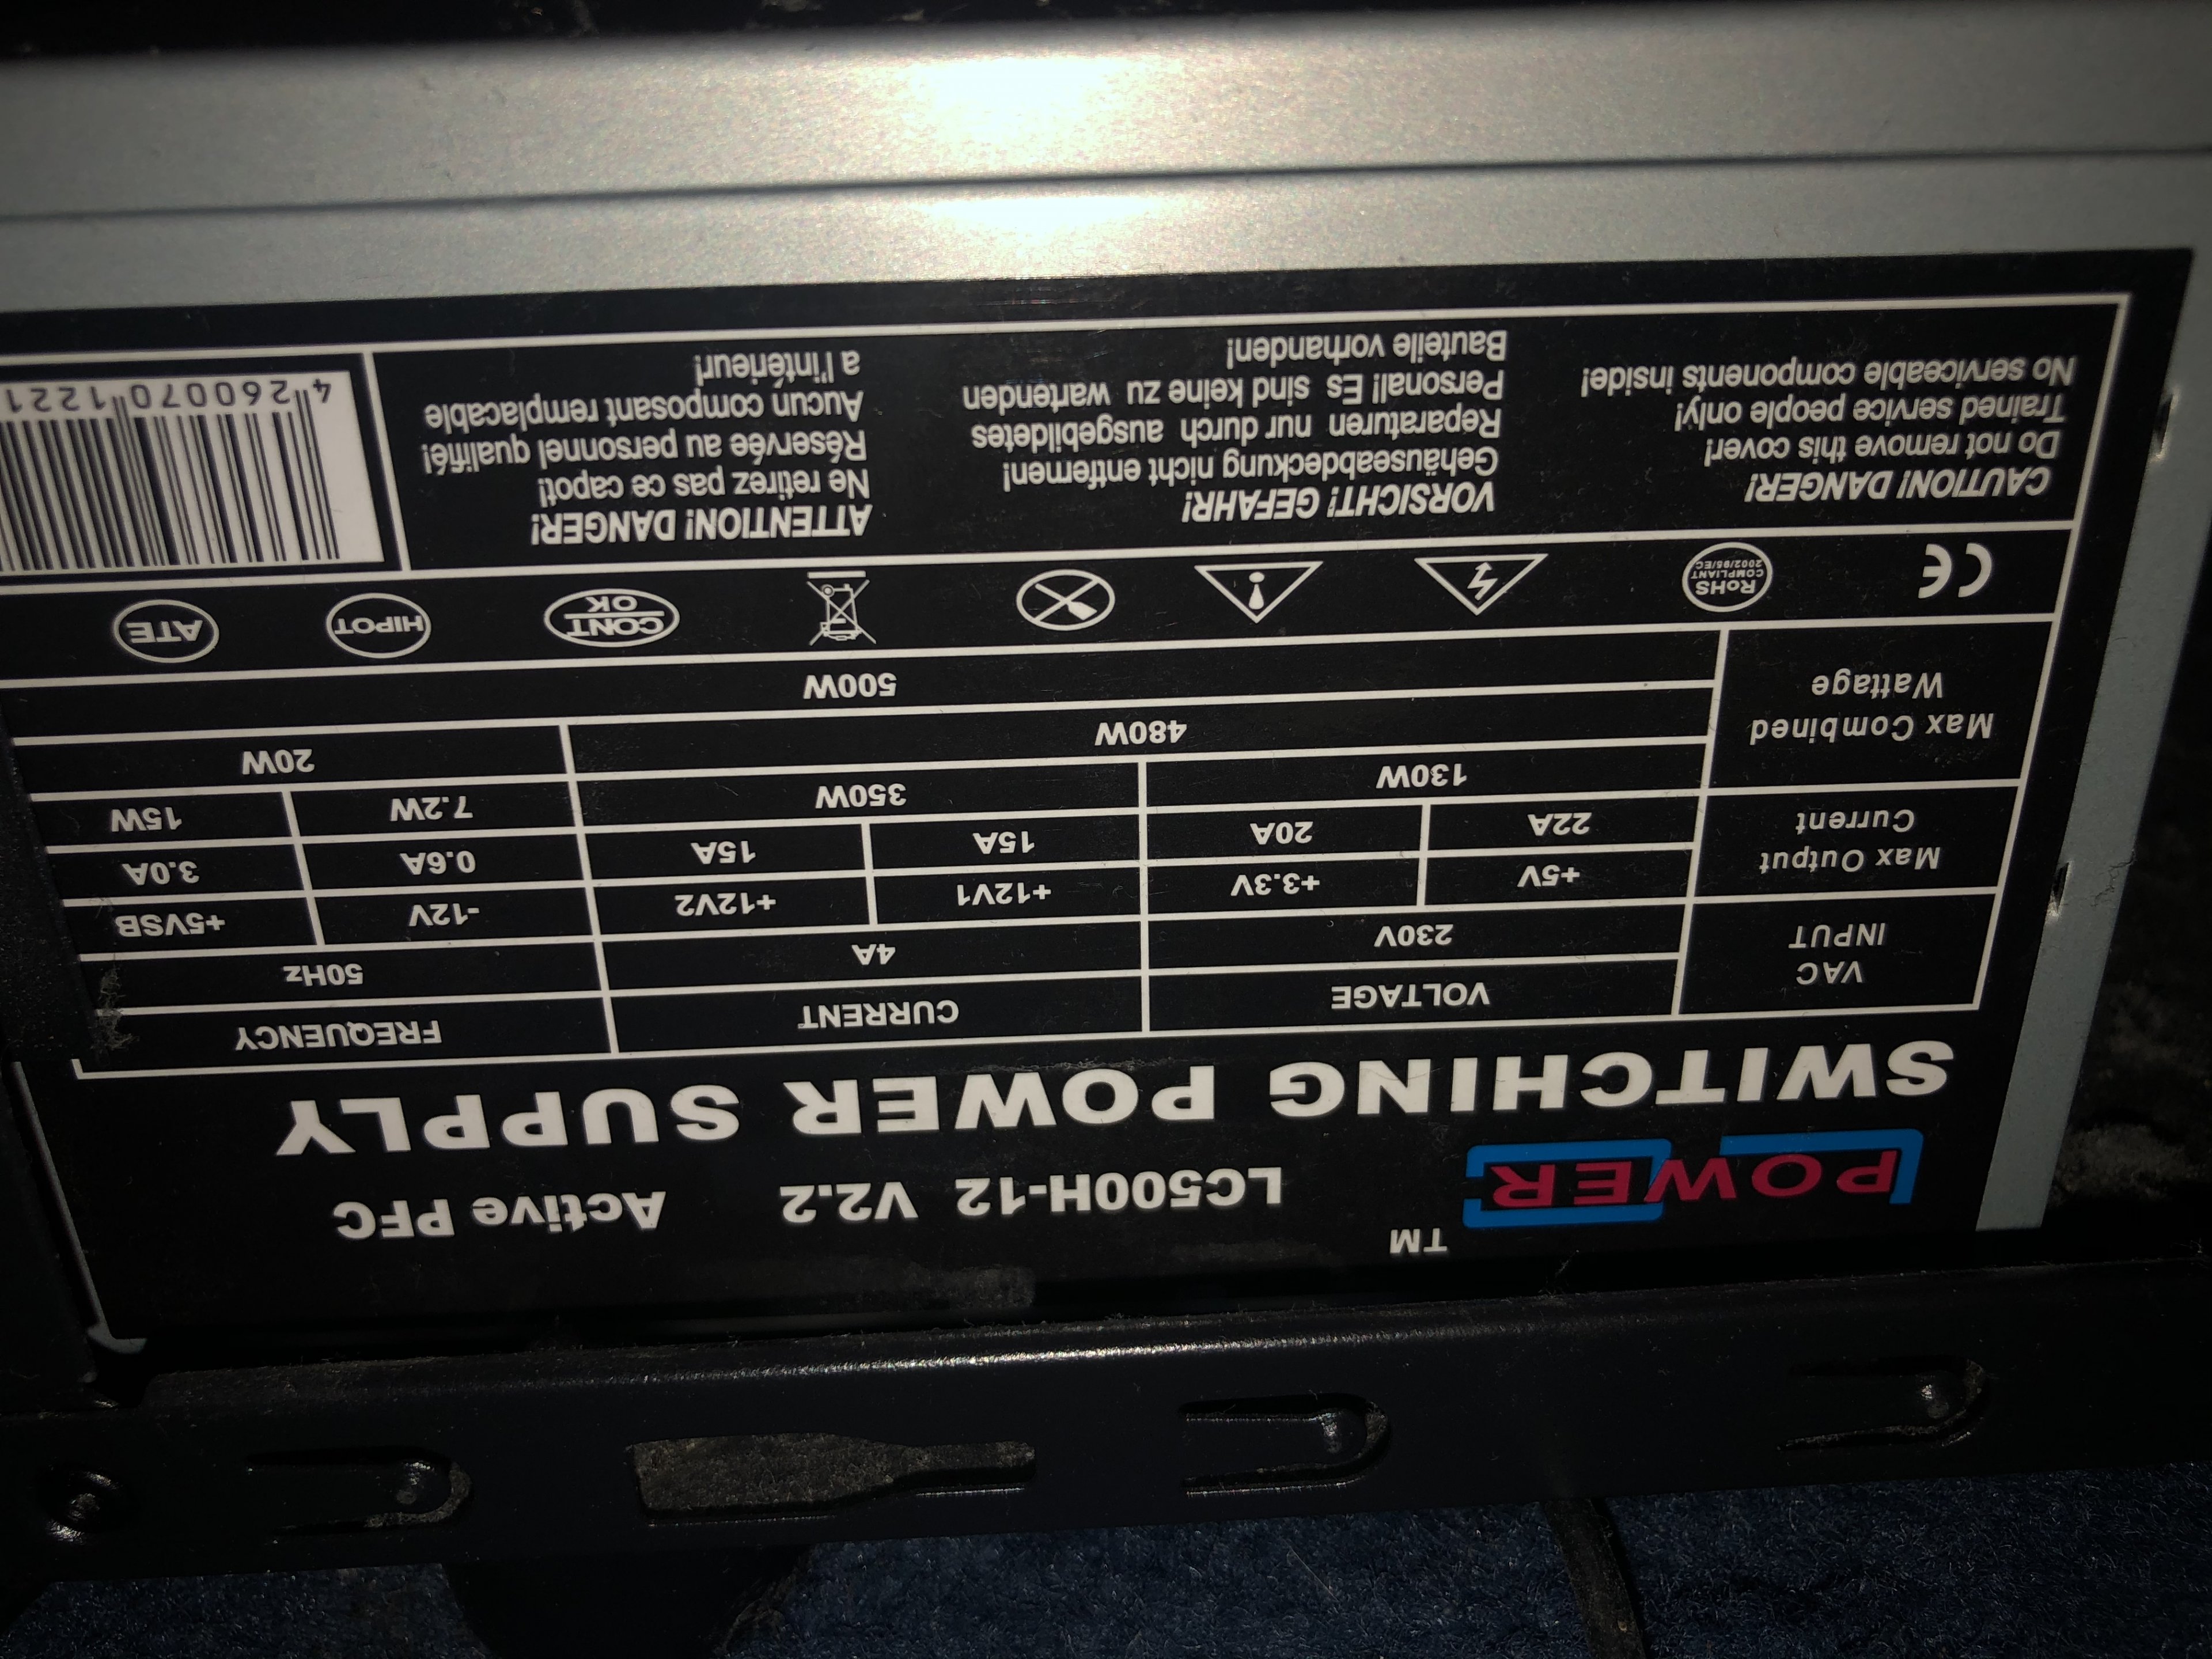 POWER
TM
LC500H-12 V2.2 Active PFC
SWITCHING POWER SUPPLY
VAC INPUT
VOLTAGE CURRENT FREQUENCY
230V 4A 50Hz
Max Output Current
+5V +3.3V +12V1 +12V2 -12V +5VSB
22A 20A 15A 15A 0.6A 3.0A
Max Combined Wattage
130W 350W 7.2W 15W
480W 20W
500W
CE
RoHS
COMPLIANT
2002/95/EC
CONT
OK
HIPOT
ATE
CAUTION! DANGER!
Do not remove this cover!
Trained service people only!
No serviceable components inside!
VORSICHT! GEFAHR!
Gehäuseabdeckung nicht entfernen!
Reparaturen nur durch ausgebildetes
Personal! Es sind keine zu wartenden
Bauteile vorhanden!
ATTENTION! DANGER!
Ne retirez pas ce capot!
Réservée au personnel qualifié!
Aucun composant remplacable
a l'intérieur!
4 260070 1221